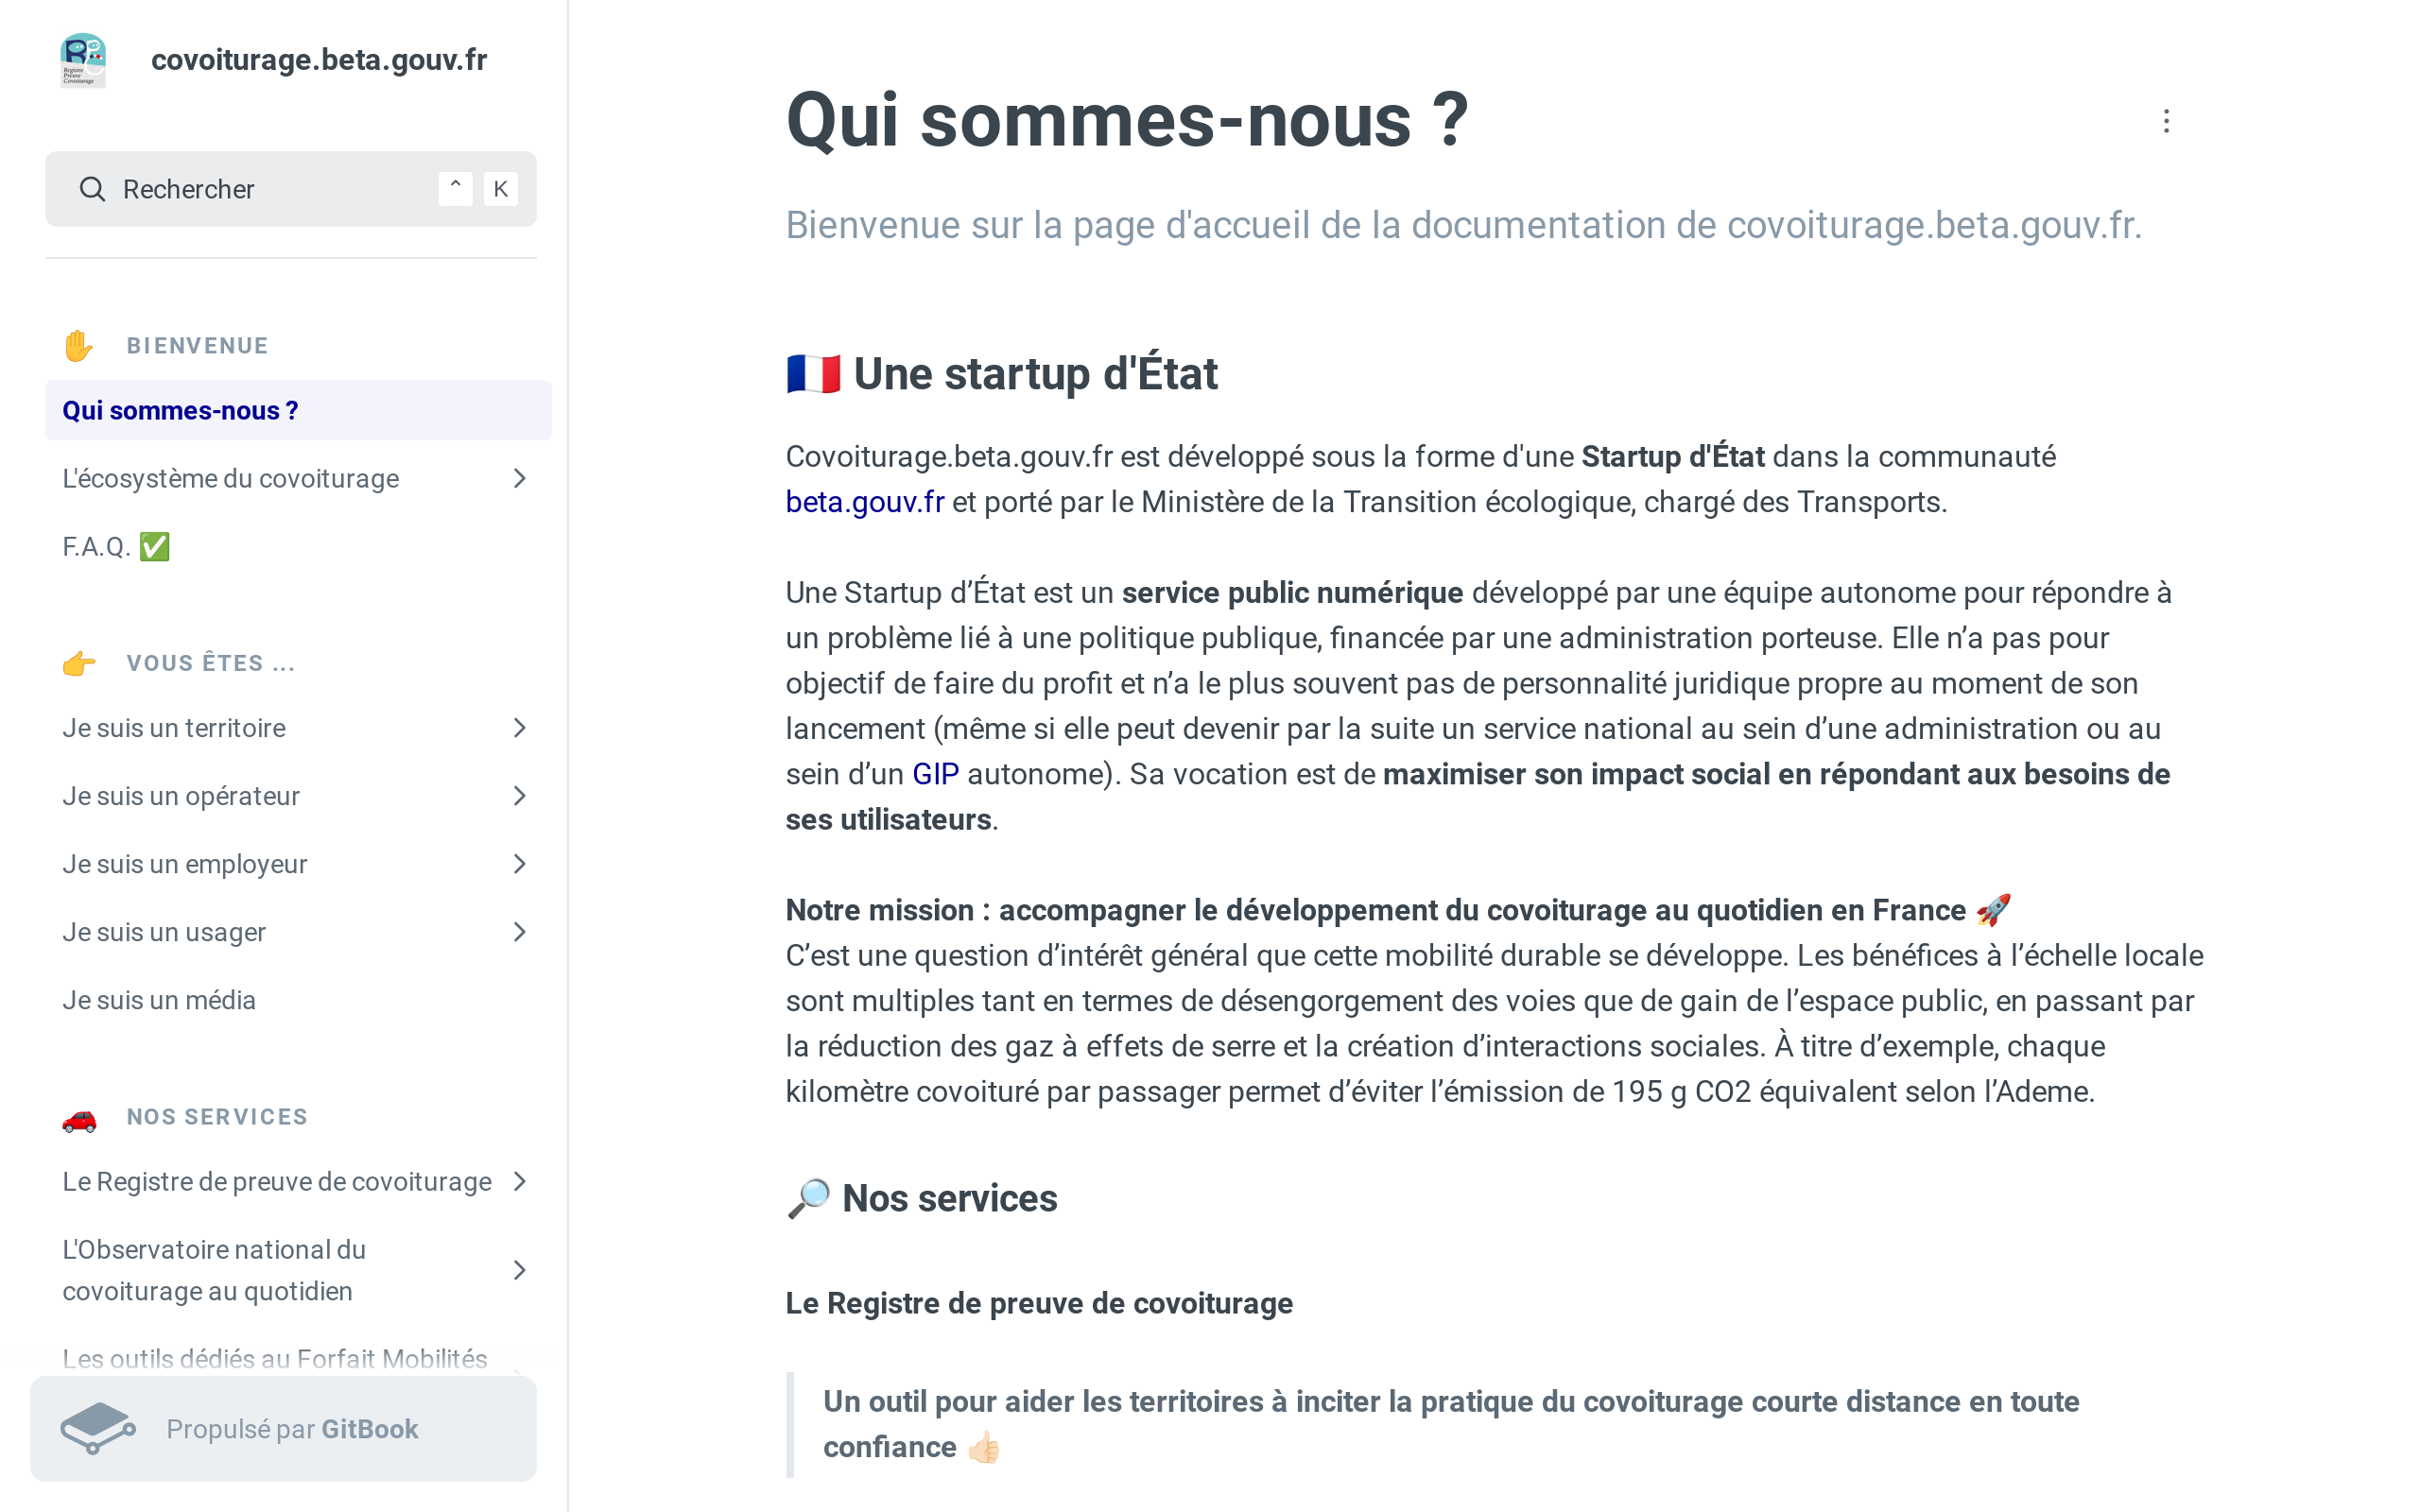 covoiturage.beta.gouv.fr
Registre
Preuve
Covoiturage
Rechercher
⌃ K
✋ BIENVENUE
Qui sommes-nous ?
L'écosystème du covoiturage
F.A.Q. ✅
👉 VOUS ÊTES ...
Je suis un territoire
Je suis un opérateur
Je suis un employeur
Je suis un usager
Je suis un média
🚗 NOS SERVICES
Le Registre de preuve de covoiturage
L'Observatoire national du
covoiturage au quotidien
Les outils dédiés au Forfait Mobilités
Propulsé par GitBook
Qui sommes-nous ?
Bienvenue sur la page d'accueil de la documentation de covoiturage.beta.gouv.fr.
🇫🇷 Une startup d'État
Covoiturage.beta.gouv.fr est développé sous la forme d'une Startup d'État dans la communauté
beta.gouv.fr et porté par le Ministère de la Transition écologique, chargé des Transports.
Une Startup d’État est un service public numérique développé par une équipe autonome pour répondre à
un problème lié à une politique publique, financée par une administration porteuse. Elle n’a pas pour
objectif de faire du profit et n’a le plus souvent pas de personnalité juridique propre au moment de son
lancement (même si elle peut devenir par la suite un service national au sein d’une administration ou au
sein d’un GIP autonome). Sa vocation est de maximiser son impact social en répondant aux besoins de
ses utilisateurs.
Notre mission : accompagner le développement du covoiturage au quotidien en France 🚀
C’est une question d’intérêt général que cette mobilité durable se développe. Les bénéfices à l’échelle locale
sont multiples tant en termes de désengorgement des voies que de gain de l’espace public, en passant par
la réduction des gaz à effets de serre et la création d’interactions sociales. À titre d’exemple, chaque
kilomètre covoituré par passager permet d’éviter l’émission de 195 g CO2 équivalent selon l’Ademe.
🔎 Nos services
Le Registre de preuve de covoiturage
Un outil pour aider les territoires à inciter la pratique du covoiturage courte distance en toute
confiance 👍🏻